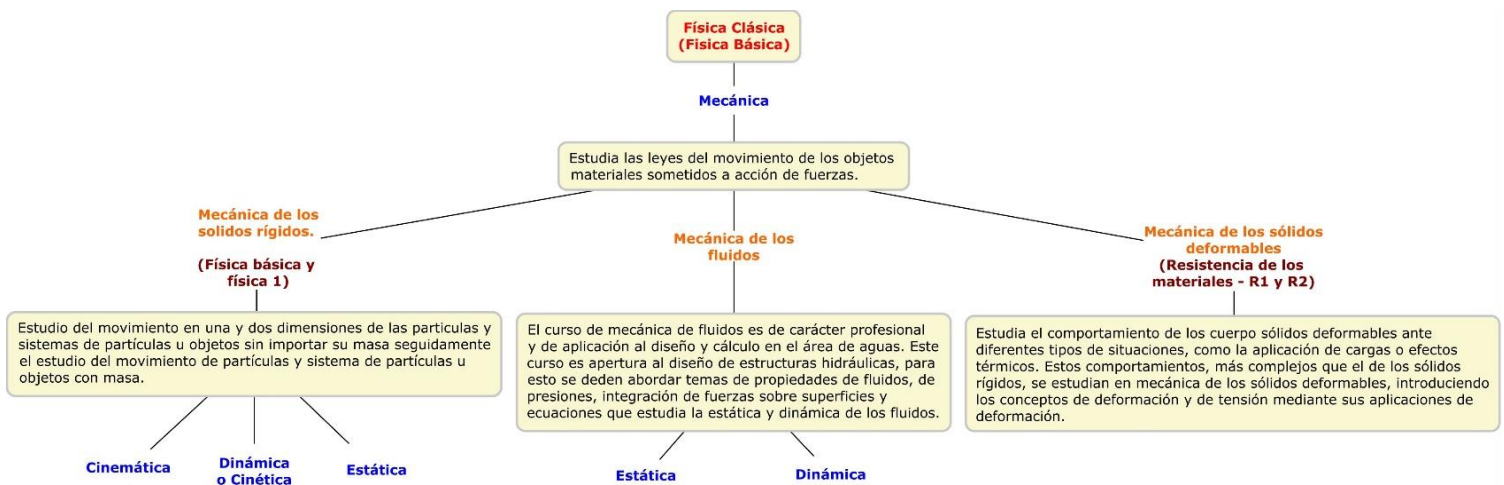 Física Clásica
(Fisica Básica)
Mecánica
Estudia las leyes del movimiento de los objetos
materiales sometidos a acción de fuerzas.
Mecánica de los
solidos rígidos.
(Física básica y
física 1)
Estudio del movimiento en una y dos dimensiones de las particulas y
sistemas de partículas u objetos sin importar su masa seguidamente
el estudio del movimiento de partículas y sistema de partículas u
objetos con masa.
Cinemática
Dinámica
o Cinética
Estática
Mecánica de los
fluidos
El curso de mecánica de fluidos es de carácter profesional
y de aplicación al diseño y cálculo en el área de aguas. Este
curso es apertura al diseño de estructuras hidráulicas, para
esto se deden abordar temas de propiedades de fluidos, de
presiones, integración de fuerzas sobre superficies y
ecuaciones que estudia la estática y dinámica de los fluidos.
Estática
Dinámica
Mecánica de los sólidos
deformables
(Resistencia de los
materiales - R1 y R2)
Estudia el comportamiento de los cuerpo sólidos deformables ante
diferentes tipos de situaciones, como la aplicación de cargas o efectos
térmicos. Estos comportamientos, más complejos que el de los sólidos
rígidos, se estudian en mecánica de los sólidos deformables, introduciendo
los conceptos de deformación y de tensión mediante sus aplicaciones de
deformación.